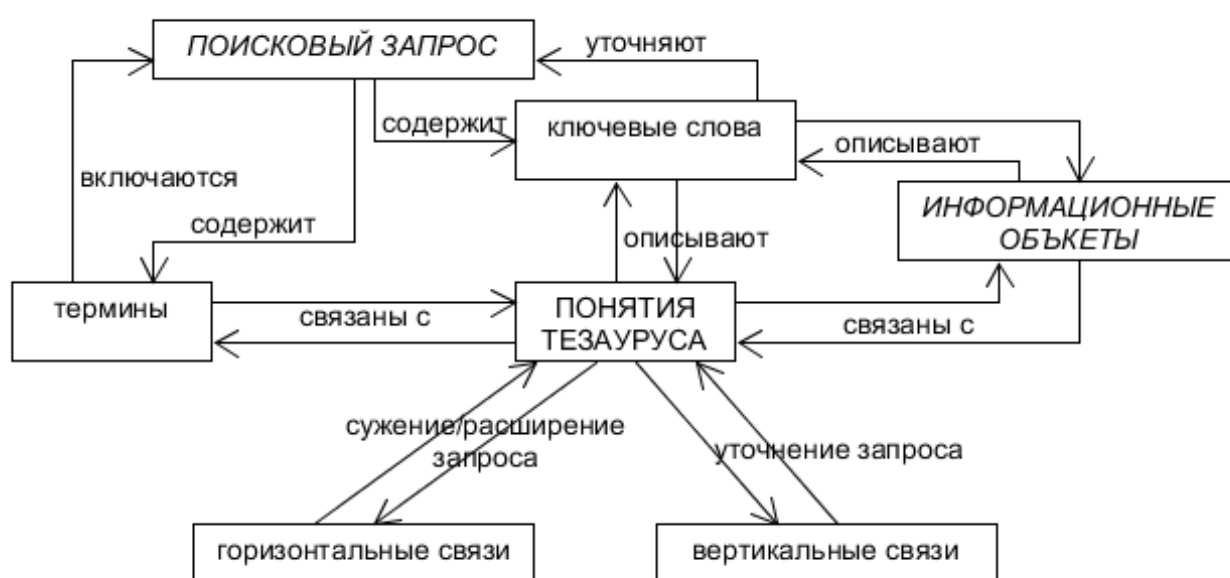 ПОИСКОВЫЙ ЗАПРОС
уточняют
содержит
ключевые слова
описывают
включаются
содержит
описывают
ИНФОРМАЦИОННЫЕ
ОБЪКЕТЫ
термины
связаны с
ПОНЯТИЯ
ТЕЗАУРУСА
связаны с
сужение/расширение
запроса
уточнение запроса
горизонтальные связи
вертикальные связи